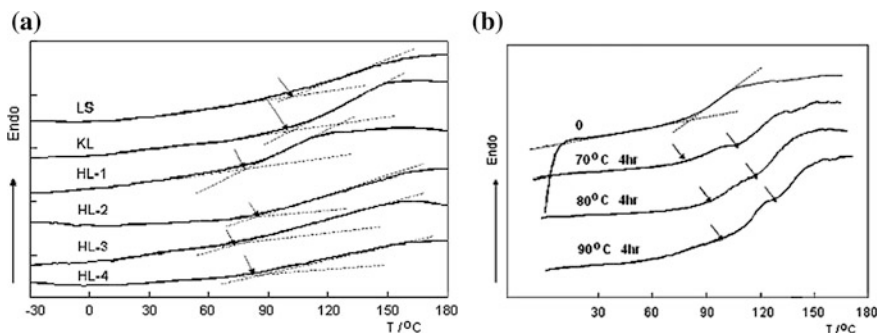 (a)
Endo
LS
KL
HL-1
HL-2
HL-3
HL-4
-30 0 30 60 90 120 150 180
T /°C
(b)
Endo
0
70°C 4hr
80°C 4hr
90°C 4hr
30 60 90 120 150 180
T /°C